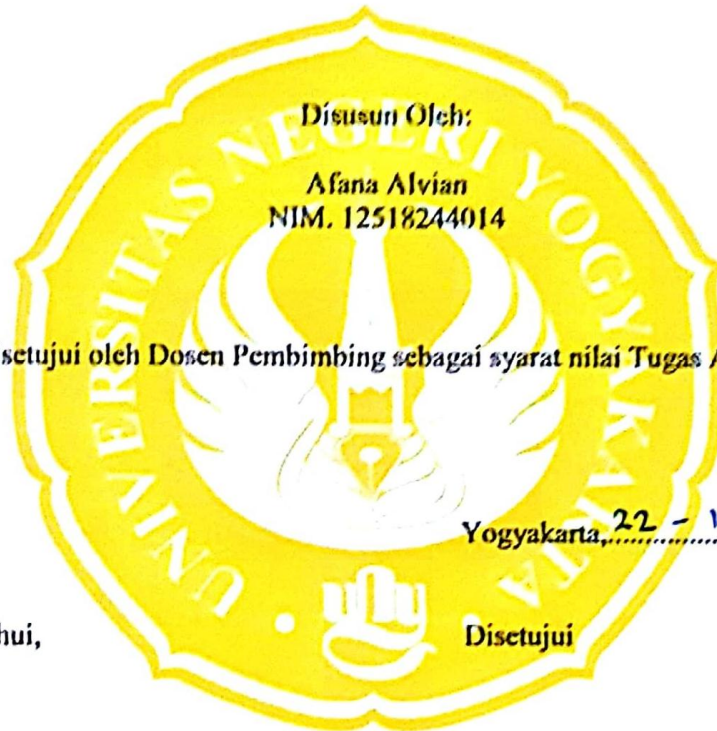 Disusun Oleh:
Afana Alvian
NIM. 12518244014
UNIVERSITAS NEGERI YOGYAKARTA
setujui oleh Dosen Pembimbing sebagai syarat nilai Tugas A
Yogyakarta, 22 - 1
hui,
Disetujui